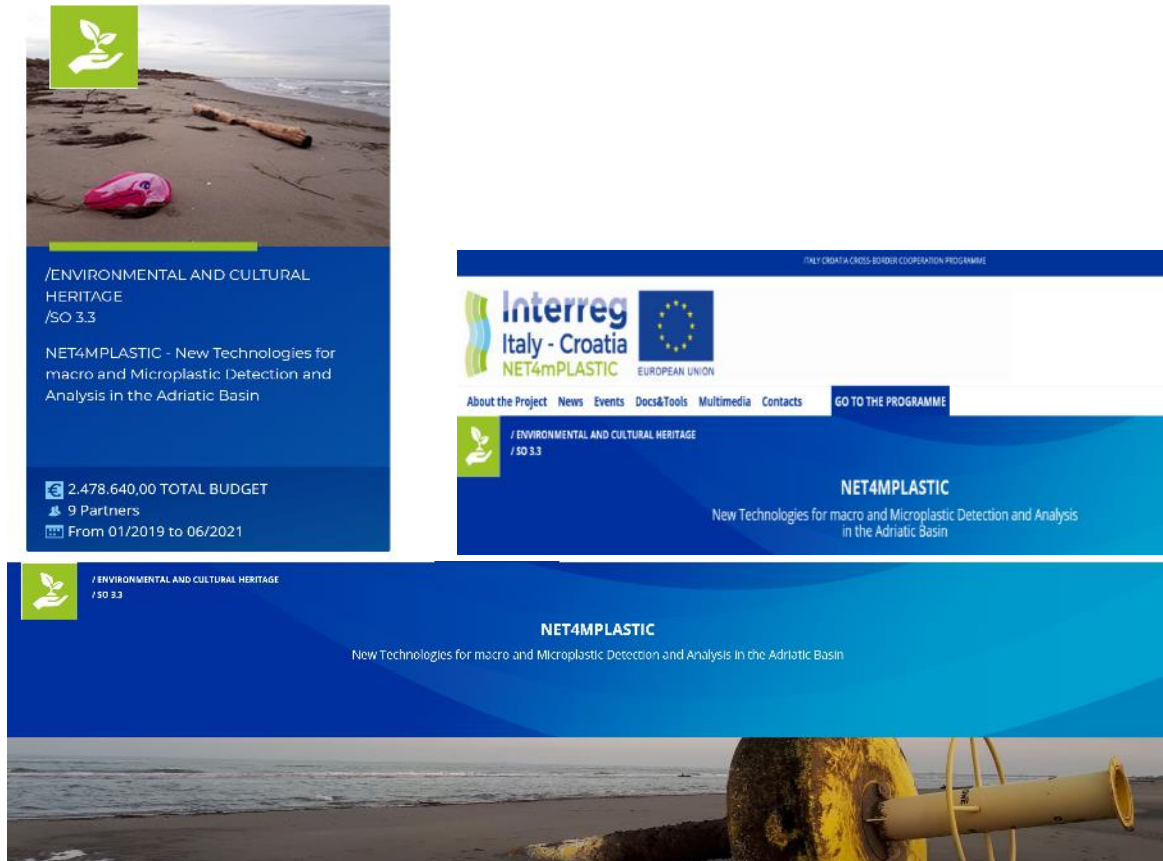 /ENVIRONMENTAL AND CULTURAL
HERITAGE
/SO 3.3
NET4MPLASTIC - New Technologies for
macro and Microplastic Detection and
Analysis in the Adriatic Basin
2.478.640,00 TOTAL BUDGET
9 Partners
From 01/2019 to 06/2021
ITALY CROATIA CROSS-BORDER COOPERATION PROGRAMME
Interreg
Italy - Croatia
NET4mPLASTIC
EUROPEAN UNION
About the Project News Events Docs&Tools Multimedia Contacts GO TO THE PROGRAMME
/ ENVIRONMENTAL AND CULTURAL HERITAGE
/ SO 3.3
NET4MPLASTIC
New Technologies for macro and Microplastic Detection and Analysis
in the Adriatic Basin
/ ENVIRONMENTAL AND CULTURAL HERITAGE
/ SO 3.3
NET4MPLASTIC
New Technologies for macro and Microplastic Detection and Analysis in the Adriatic Basin